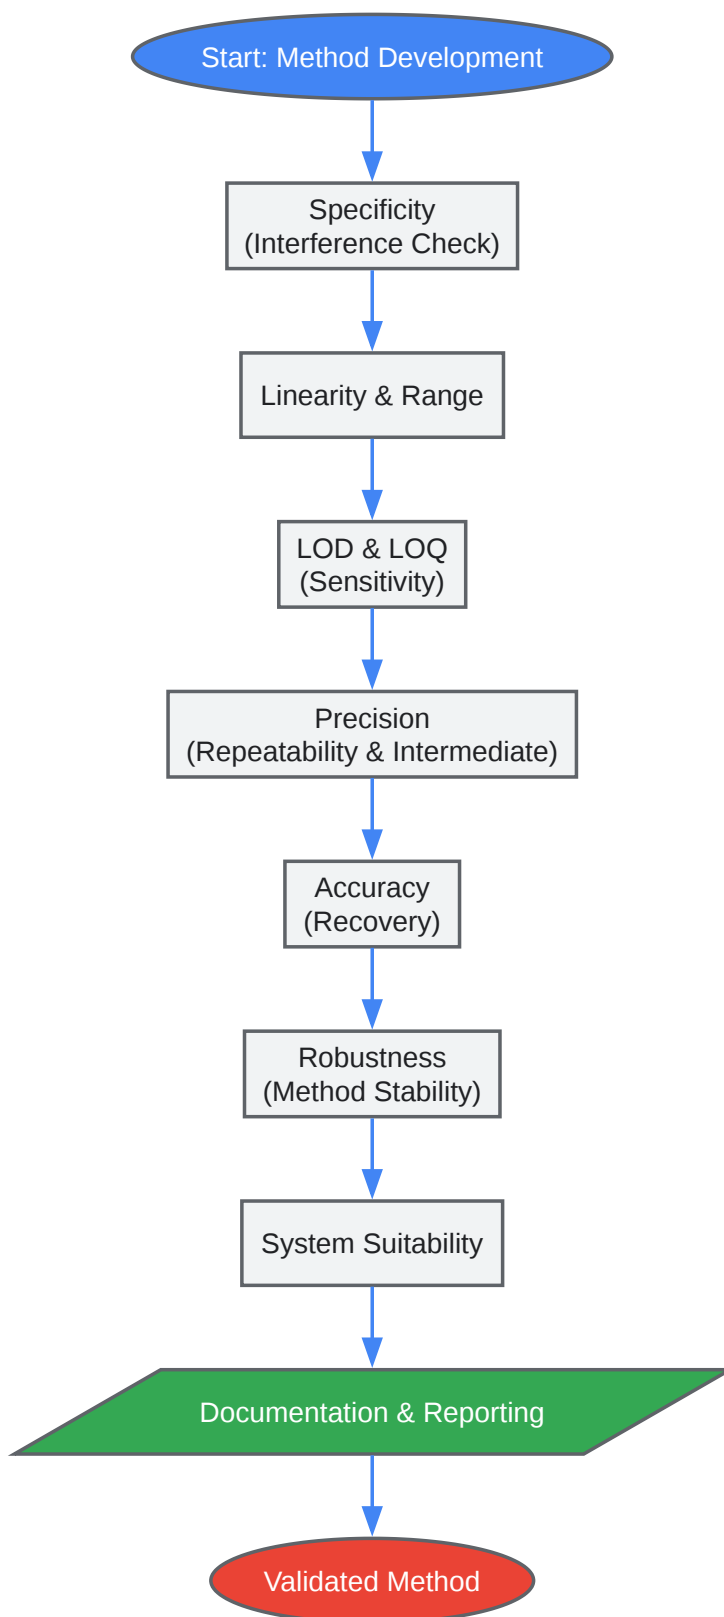 Start: Method Development
Specificity
(Interference Check)
Linearity & Range
LOD & LOQ
(Sensitivity)
Precision
(Repeatability & Intermediate)
Accuracy
(Recovery)
Robustness
(Method Stability)
System Suitability
Documentation & Reporting
Validated Method